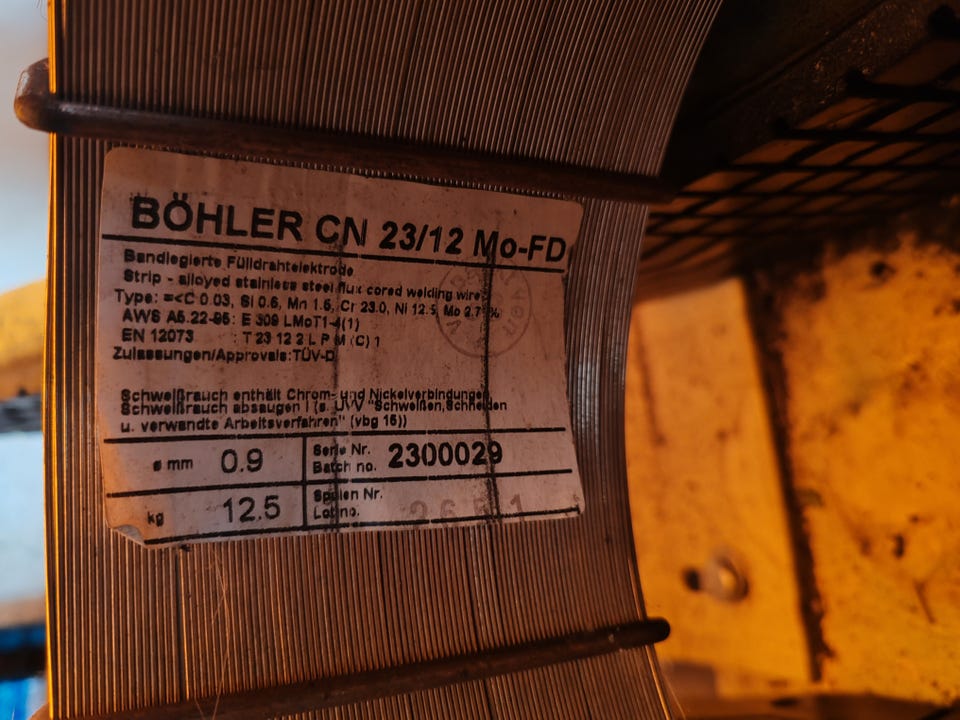 BÖHLER CN 23/12 Mo-FD
Bandlegierte Fülldrahtelektrode
Strip - alloyed stainless steel flux cored welding wire
Type: =<C 0.03, Si 0.6, Mn 1.5, Cr 23.0, Ni 12.5, Mo 2.7 %
AWS A5.22-95: E 309 LMoT1-4(1)
EN 12073 : T 23 12 2 L P M (C) 1
Zulassungen/Approvals:TÜV-D
Schweißrauch enthält Chrom- und Nickelverbindungen
Schweißrauch absaugen ! (s. UVV "Schweißen,Schneiden
u. verwandte Arbeitsverfahren" (vbg 15))
ø mm 0.9 Serie Nr. Batch no. 2300029
kg 12.5 Spulen Nr. Lot no.